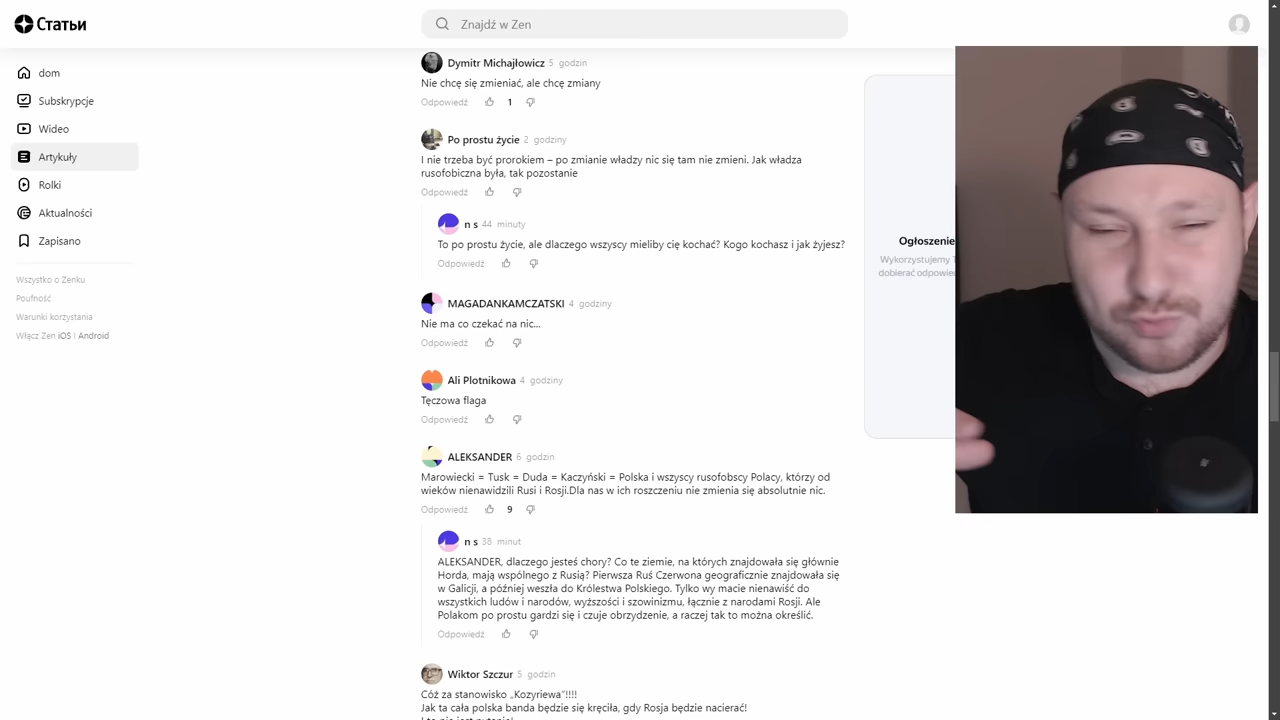 Статьи
Znajdź w Zen
dom
Subskrypcje
Wideo
Artykuły
Rolki
Aktualności
Zapisano
Wszystko o Zenku
Poufność
Warunki korzystania
Włącz Zen iOS i Android
Dymitr Michajłowicz 5 godzin
Nie chcę się zmieniać, ale chcę zmiany
Odpowiedź 1
Po prostu życie 2 godziny
I nie trzeba być prorokiem – po zmianie władzy nic się tam nie zmieni. Jak władza
rusofobiczna była, tak pozostanie
Odpowiedź
n s 44 minuty
To po prostu życie, ale dlaczego wszyscy mieliby cię kochać? Kogo kochasz i jak żyjesz?
Odpowiedź
MAGADANKAMCZATSKI 4 godziny
Nie ma co czekać na nic...
Odpowiedź
Ali Plotnikowa 4 godziny
Tęczowa flaga
Odpowiedź
ALEKSANDER 6 godzin
Marowiecki = Tusk = Duda = Kaczyński = Polska i wszyscy rusofobscy Polacy, którzy od
wieków nienawidzili Rusi i Rosji.Dla nas w ich roszczeniu nie zmienia się absolutnie nic.
Odpowiedź 9
n s 38 minut
ALEKSANDER, dlaczego jesteś chory? Co te ziemie, na których znajdowała się głównie
Horda, mają wspólnego z Rusią? Pierwsza Ruś Czerwona geograficznie znajdowała się
w Galicji, a później weszła do Królestwa Polskiego. Tylko wy macie nienawiść do
wszystkich ludów i narodów, wyższości i szowinizmu, łącznie z narodami Rosji. Ale
Polakom po prostu gardzi się i czuje obrzydzenie, a raczej tak to można określić.
Odpowiedź
Wiktor Szczur 5 godzin
Cóż za stanowisko „Kozyriewa"!!!!
Jak ta cała polska banda będzie się kręciła, gdy Rosja będzie nacierać!
Ogłoszenie
Wykorzystujemy